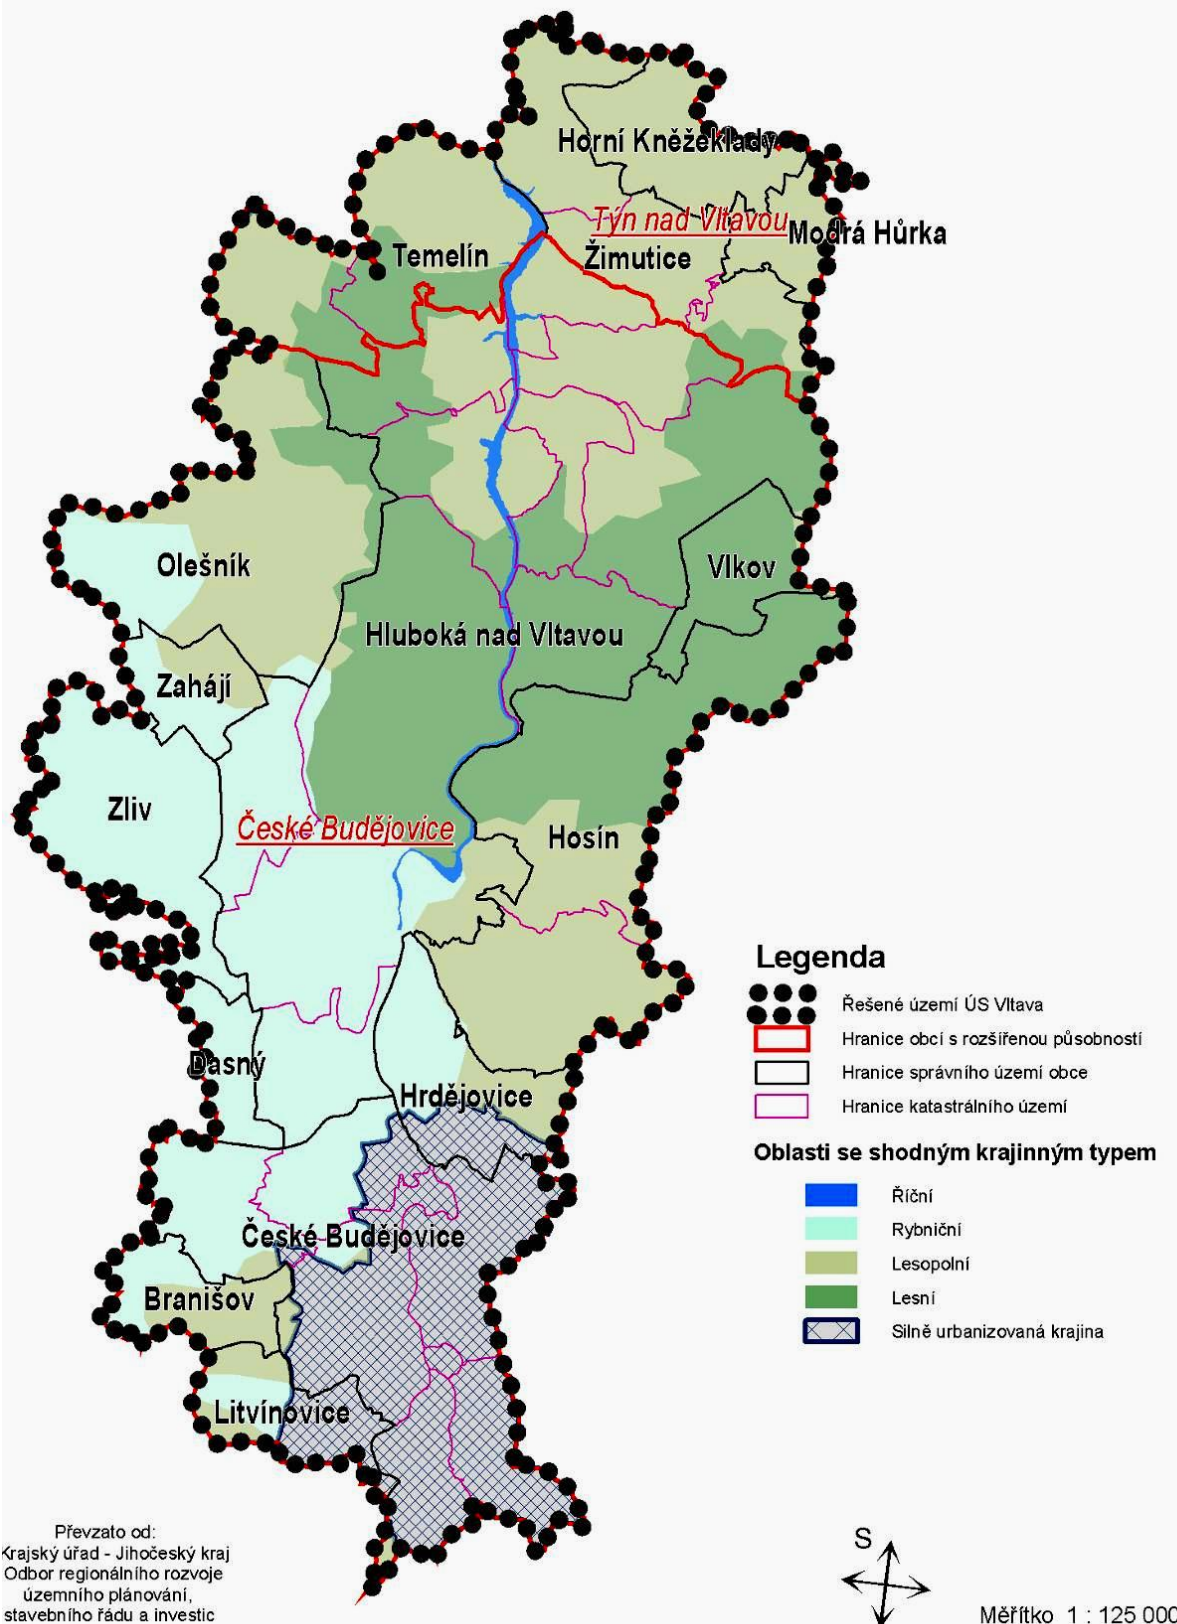 Horní Kněžeklady
Týn nad Vltavou
Modrá Hůrka
Temelín
Žimutice
Olešník
Vlkov
Hluboká nad Vltavou
Zahájí
Zliv
České Budějovice
Hosín
Dasný
Hrdějovice
České Budějovice
Branišov
Litvínovice
Legenda
Řešené území ÚS Vltava
Hranice obcí s rozšířenou působností
Hranice správního území obce
Hranice katastrálního území
Oblasti se shodným krajinným typem
Říční
Rybniční
Lesopolní
Lesní
Silně urbanizovaná krajina
Převzato od:
Krajský úřad - Jihočeský kraj
Odbor regionálního rozvoje
územního plánování,
stavebního řádu a investic
S
Měřítko 1 : 125 000